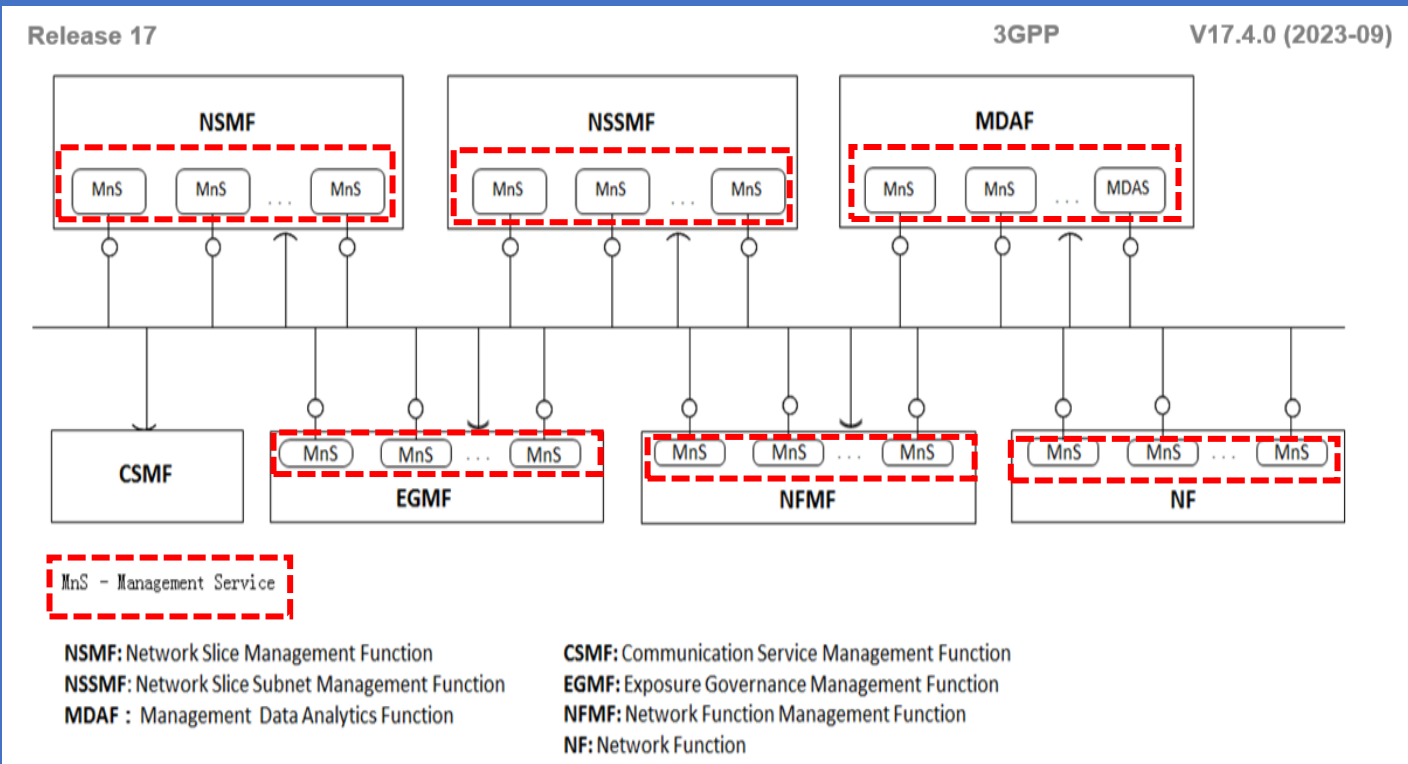 Release 17 3GPP V17.4.0 (2023-09)
NSMF NSSMF MDAF
MnS MnS ... MnS MnS MnS ... MnS MnS MnS ... MDAS
MnS MnS ... MnS MnS MnS ... MnS MnS MnS ... MnS
CSMF
EGMF NFMF NF
MnS - Management Service
NSMF: Network Slice Management Function
NSSMF: Network Slice Subnet Management Function
MDAF : Management Data Analytics Function
CSMF: Communication Service Management Function
EGMF: Exposure Governance Management Function
NFMF: Network Function Management Function
NF: Network Function